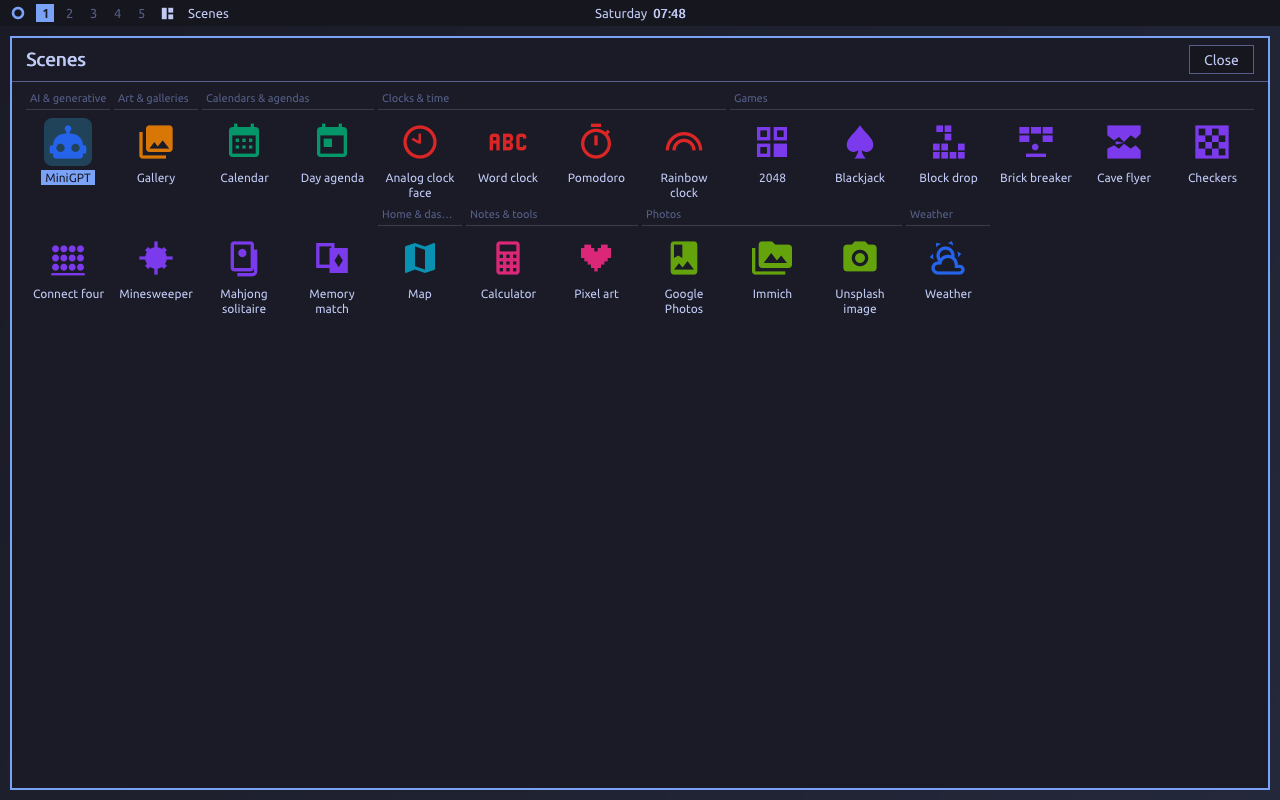 1 2 3 4 5 Scenes Saturday 07:48
Scenes Close
AI & generative Art & galleries Calendars & agendas Clocks & time Games
ABC
MiniGPT Gallery Calendar Day agenda Analog clock face Word clock Pomodoro Rainbow clock 2048 Blackjack Block drop Brick breaker Cave flyer Checkers
Home & das... Notes & tools Photos Weather
Connect four Minesweeper Mahjong solitaire Memory match Map Calculator Pixel art Google Photos Immich Unsplash image Weather